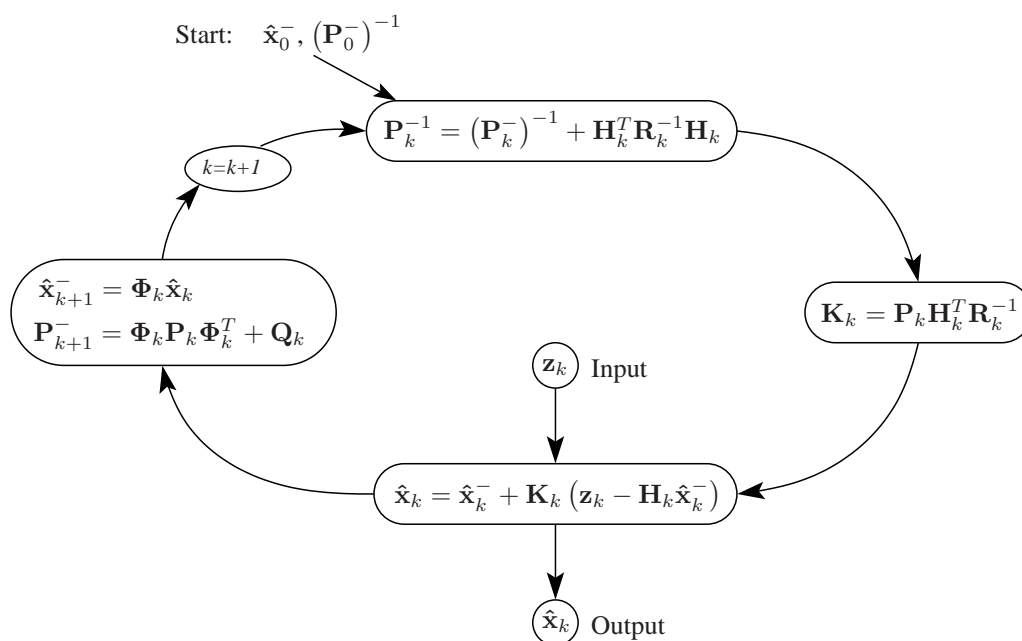 Start: x̂₀⁻, (P₀⁻)⁻¹
Pₖ⁻¹ = (Pₖ⁻)⁻¹ + HₖᵀRₖ⁻¹Hₖ
k=k+1
x̂ₖ₊₁⁻ = Φₖx̂ₖ
Pₖ₊₁⁻ = ΦₖPₖΦₖᵀ + Qₖ
Kₖ = PₖHₖᵀRₖ⁻¹
zₖ Input
x̂ₖ = x̂ₖ⁻ + Kₖ (zₖ − Hₖx̂ₖ⁻)
x̂ₖ Output